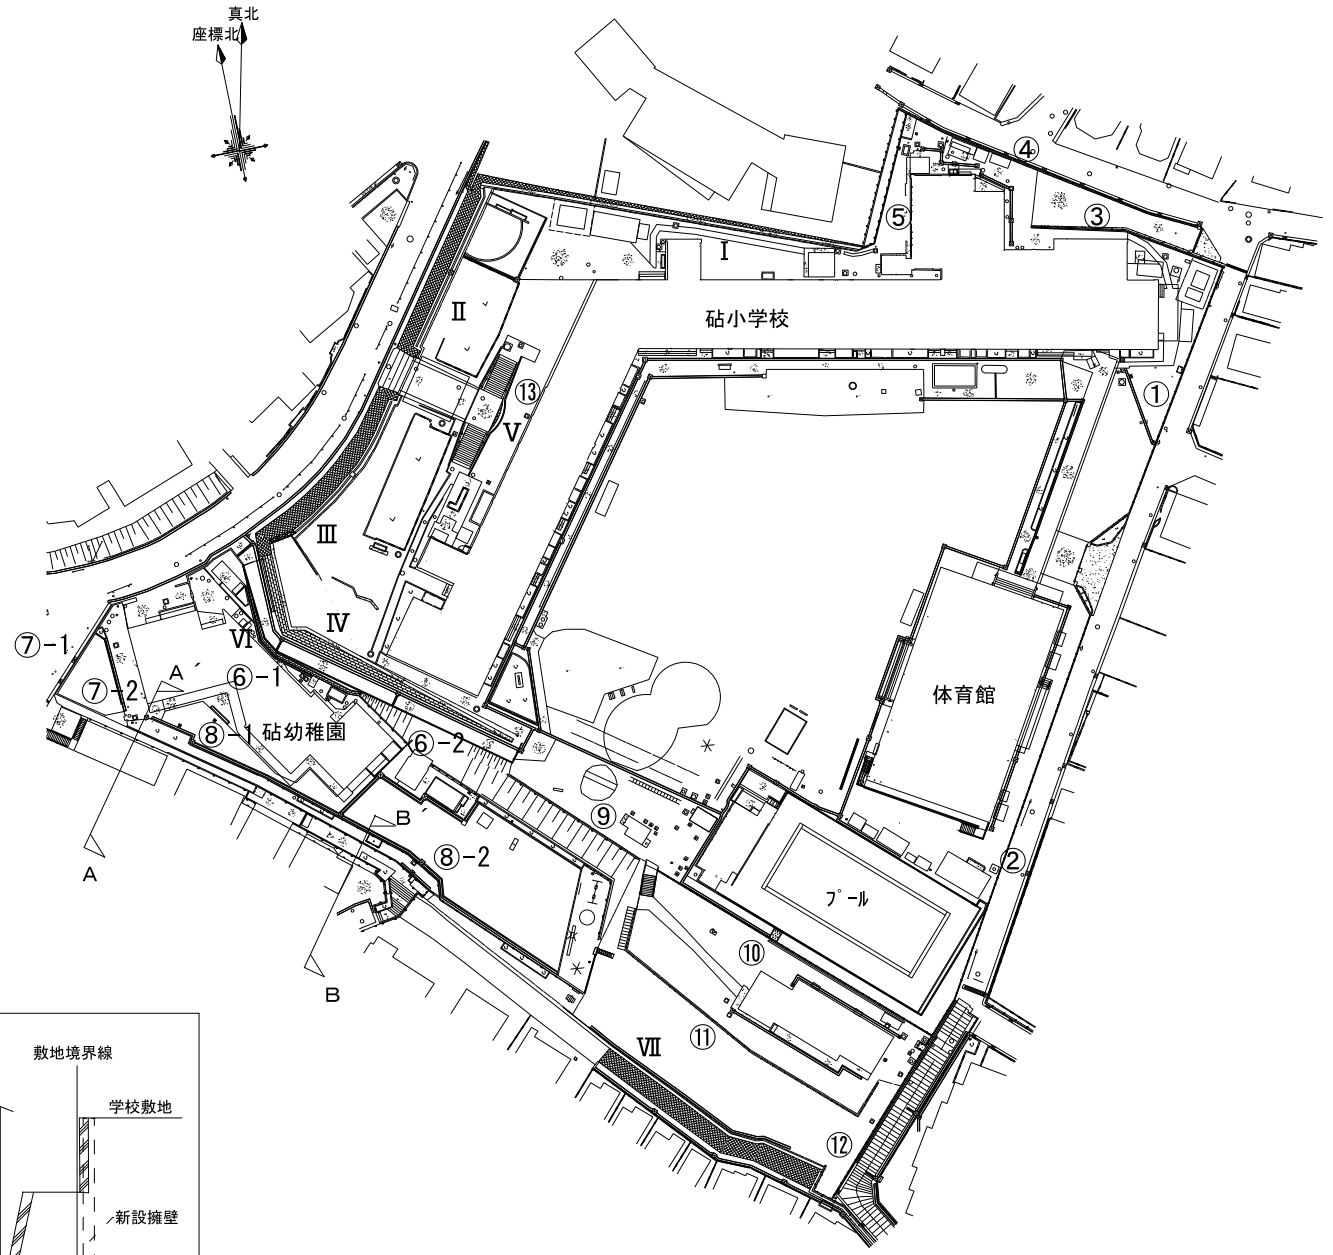 真北
座標北
④
⑤
③
Ⅰ
Ⅱ
砧小学校
⑬
①
Ⅴ
Ⅲ
Ⅳ
Ⅵ
⑦-1
A´
⑥-1
⑦-2
体育館
⑧-1
砧幼稚園
⑥-2
⑨
B´
⑧-2
②
A
プール
⑩
B
⑪
Ⅶ
敷地境界線
学校敷地
⑫
新設擁壁